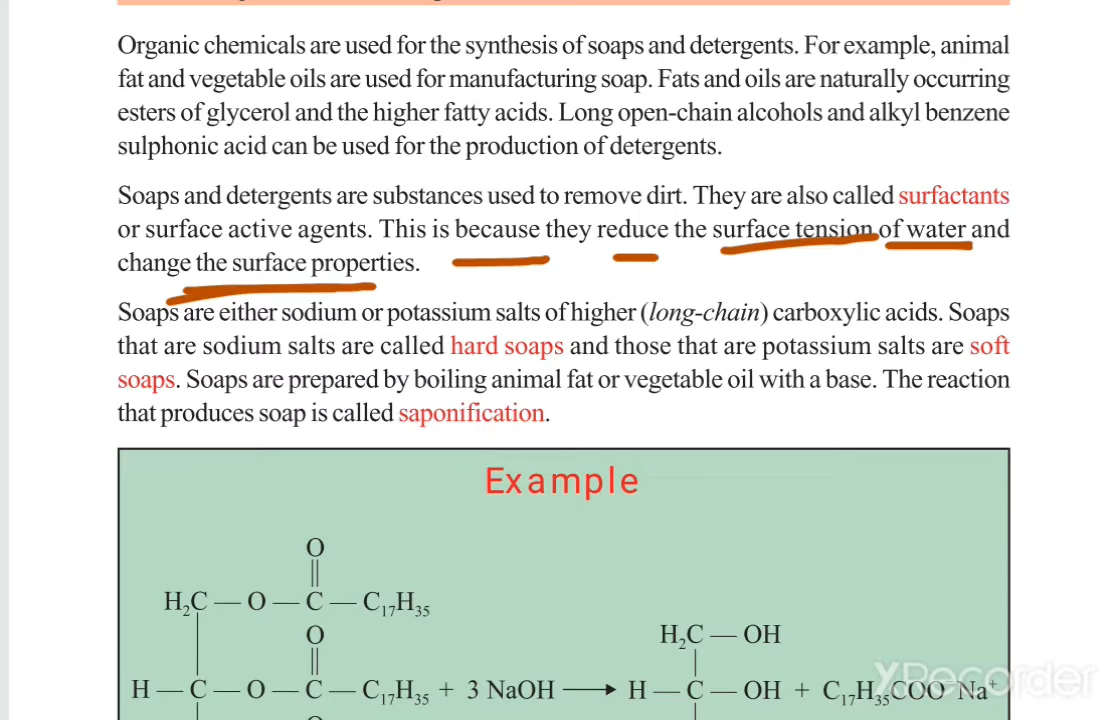 Organic chemicals are used for the synthesis of soaps and detergents. For example, animal
fat and vegetable oils are used for manufacturing soap. Fats and oils are naturally occurring
esters of glycerol and the higher fatty acids. Long open-chain alcohols and alkyl benzene
sulphonic acid can be used for the production of detergents.
Soaps and detergents are substances used to remove dirt. They are also called surfactants
or surface active agents. This is because they reduce the surface tension of water and
change the surface properties.
Soaps are either sodium or potassium salts of higher (long-chain) carboxylic acids. Soaps
that are sodium salts are called hard soaps and those that are potassium salts are soft
soaps. Soaps are prepared by boiling animal fat or vegetable oil with a base. The reaction
that produces soap is called saponification.
Example
O
||
H₂C — O — C — C₁₇H₃₅
O
H₂C — OH
||
|
H — C — O — C — C₁₇H₃₅ + 3 NaOH ⟶ H — C — OH + C₁₇H₃₅COO⁻Na⁺
XRecorder